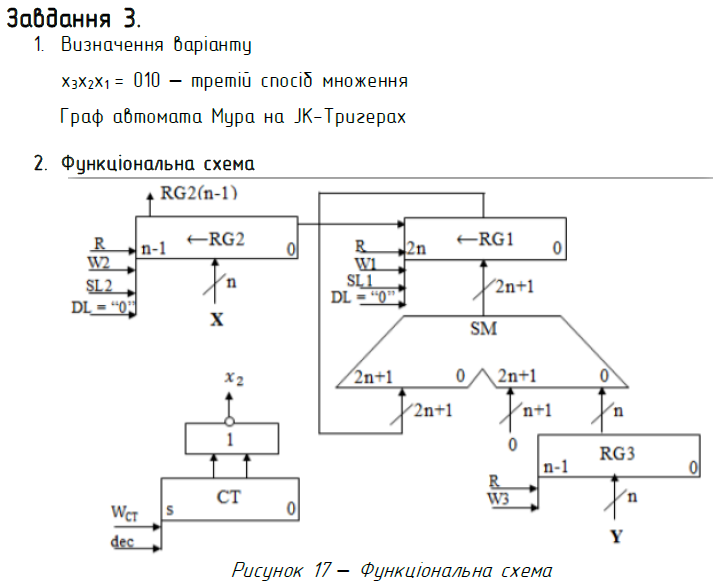 Завдання 3.
1. Визначення варіанту
x₃x₂x₁ = 010 – третій спосіб множення
Граф автомата Мура на JK-Тригерах
2. Функціональна схема
RG2(n-1)
R
W2
SL2
DL = “0”
n-1 ←RG2 0
n
X
R
W1
SL1
DL = “0”
2n ←RG1 0
2n+1
SM
2n+1 0 2n+1 0
2n+1
n+1
0
n
x₂
1
CT
s 0
W_CT
dec
RG3
n-1 0
R
W3
n
Y
Рисунок 17 – Функціональна схема